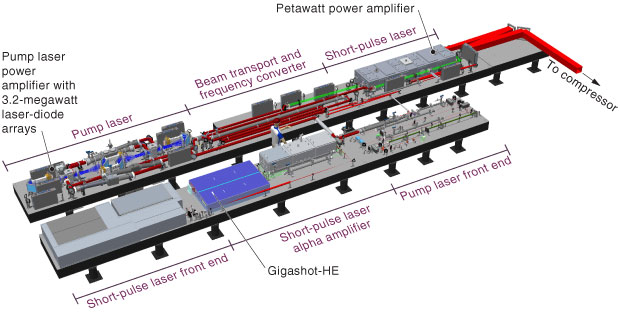 Petawatt power amplifier
Short-pulse laser
Beam transport and
frequency converter
Pump laser
power
amplifier with
3.2-megawatt
laser-diode
arrays
Pump laser
To compressor
Pump laser front end
Short-pulse laser
alpha amplifier
Gigashot-HE
Short-pulse laser front end